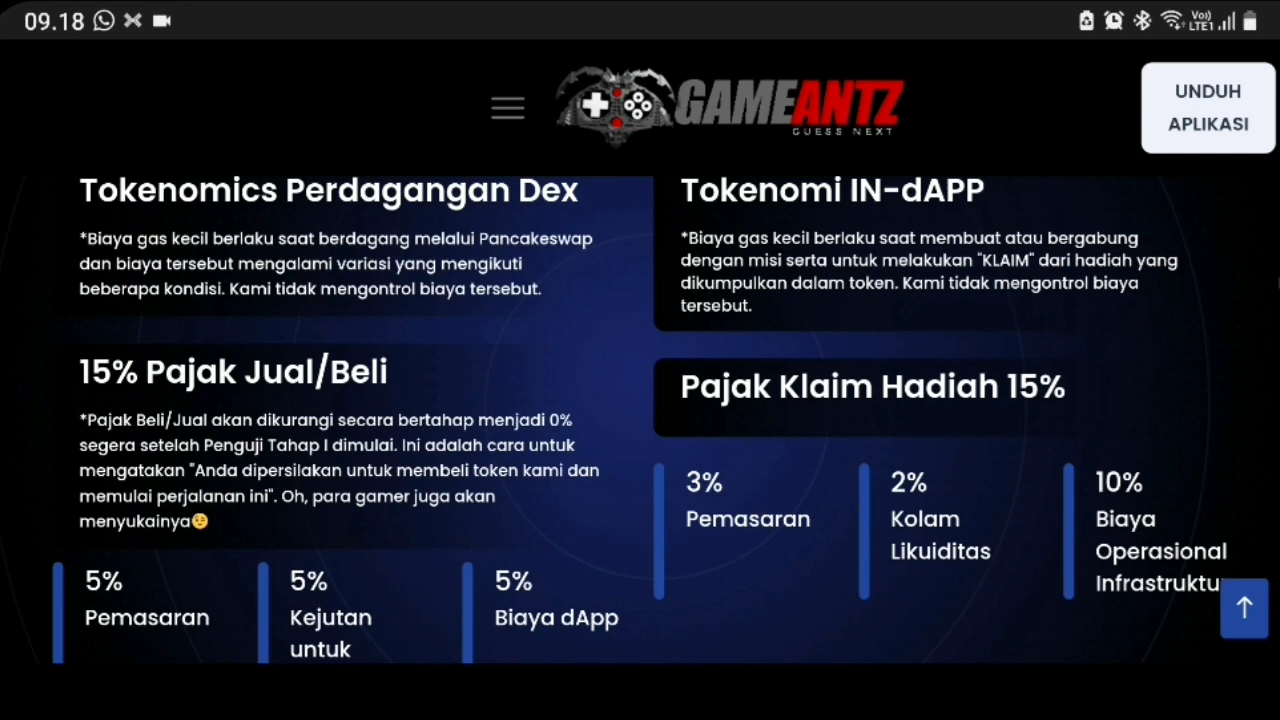 09.18
Vo)
LTE1
GAMEANTZ
GUESS NEXT
UNDUH
APLIKASI
Tokenomics Perdagangan Dex
*Biaya gas kecil berlaku saat berdagang melalui Pancakeswap
dan biaya tersebut mengalami variasi yang mengikuti
beberapa kondisi. Kami tidak mengontrol biaya tersebut.
15% Pajak Jual/Beli
*Pajak Beli/Jual akan dikurangi secara bertahap menjadi 0%
segera setelah Penguji Tahap I dimulai. Ini adalah cara untuk
mengatakan "Anda dipersilakan untuk membeli token kami dan
memulai perjalanan ini". Oh, para gamer juga akan
menyukainya😉
5%
Pemasaran
5%
Kejutan
untuk
5%
Biaya dApp
Tokenomi IN-dAPP
*Biaya gas kecil berlaku saat membuat atau bergabung
dengan misi serta untuk melakukan "KLAIM" dari hadiah yang
dikumpulkan dalam token. Kami tidak mengontrol biaya
tersebut.
Pajak Klaim Hadiah 15%
3%
Pemasaran
2%
Kolam
Likuiditas
10%
Biaya
Operasional
Infrastruktu